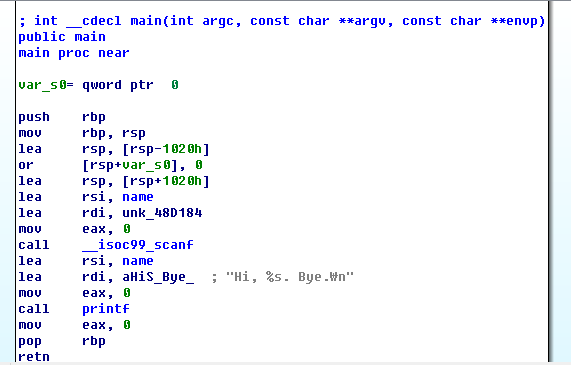 ; int __cdecl main(int argc, const char **argv, const char **envp)
public main
main proc near
var_s0= qword ptr 0
push rbp
mov rbp, rsp
lea rsp, [rsp-1020h]
or [rsp+var_s0], 0
lea rsp, [rsp+1020h]
lea rsi, name
lea rdi, unk_48D184
mov eax, 0
call __isoc99_scanf
lea rsi, name
lea rdi, aHiS_Bye_ ; "Hi, %s. Bye.₩n"
mov eax, 0
call printf
mov eax, 0
pop rbp
retn